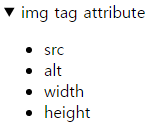 ▼ img tag attribute
• src
• alt
• width
• height